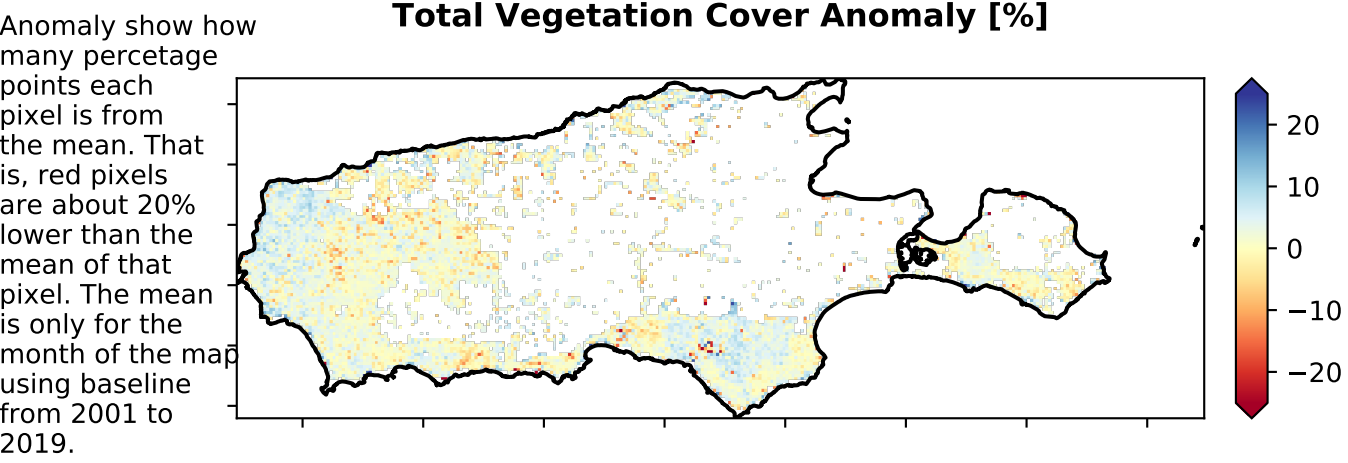 Total Vegetation Cover Anomaly [%]
Anomaly show how
many percetage
points each
pixel is from
the mean. That
is, red pixels
are about 20%
lower than the
mean of that
pixel. The mean
is only for the
month of the map
using baseline
from 2001 to
2019.
20
10
0
−10
−20